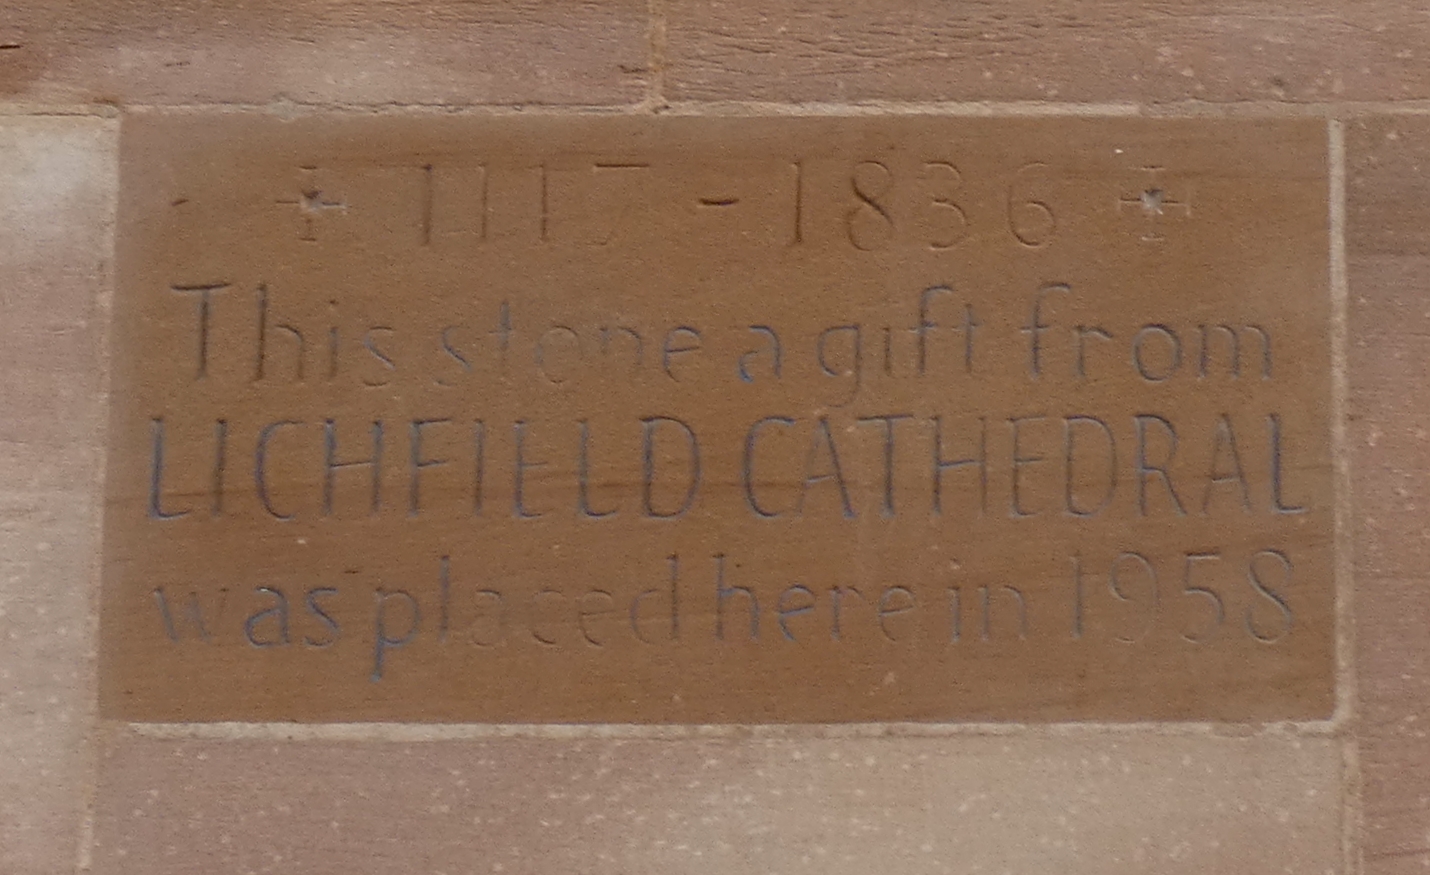 + 1117 - 1836 +
This stone a gift from
LICHFIELD CATHEDRAL
was placed here in 1958